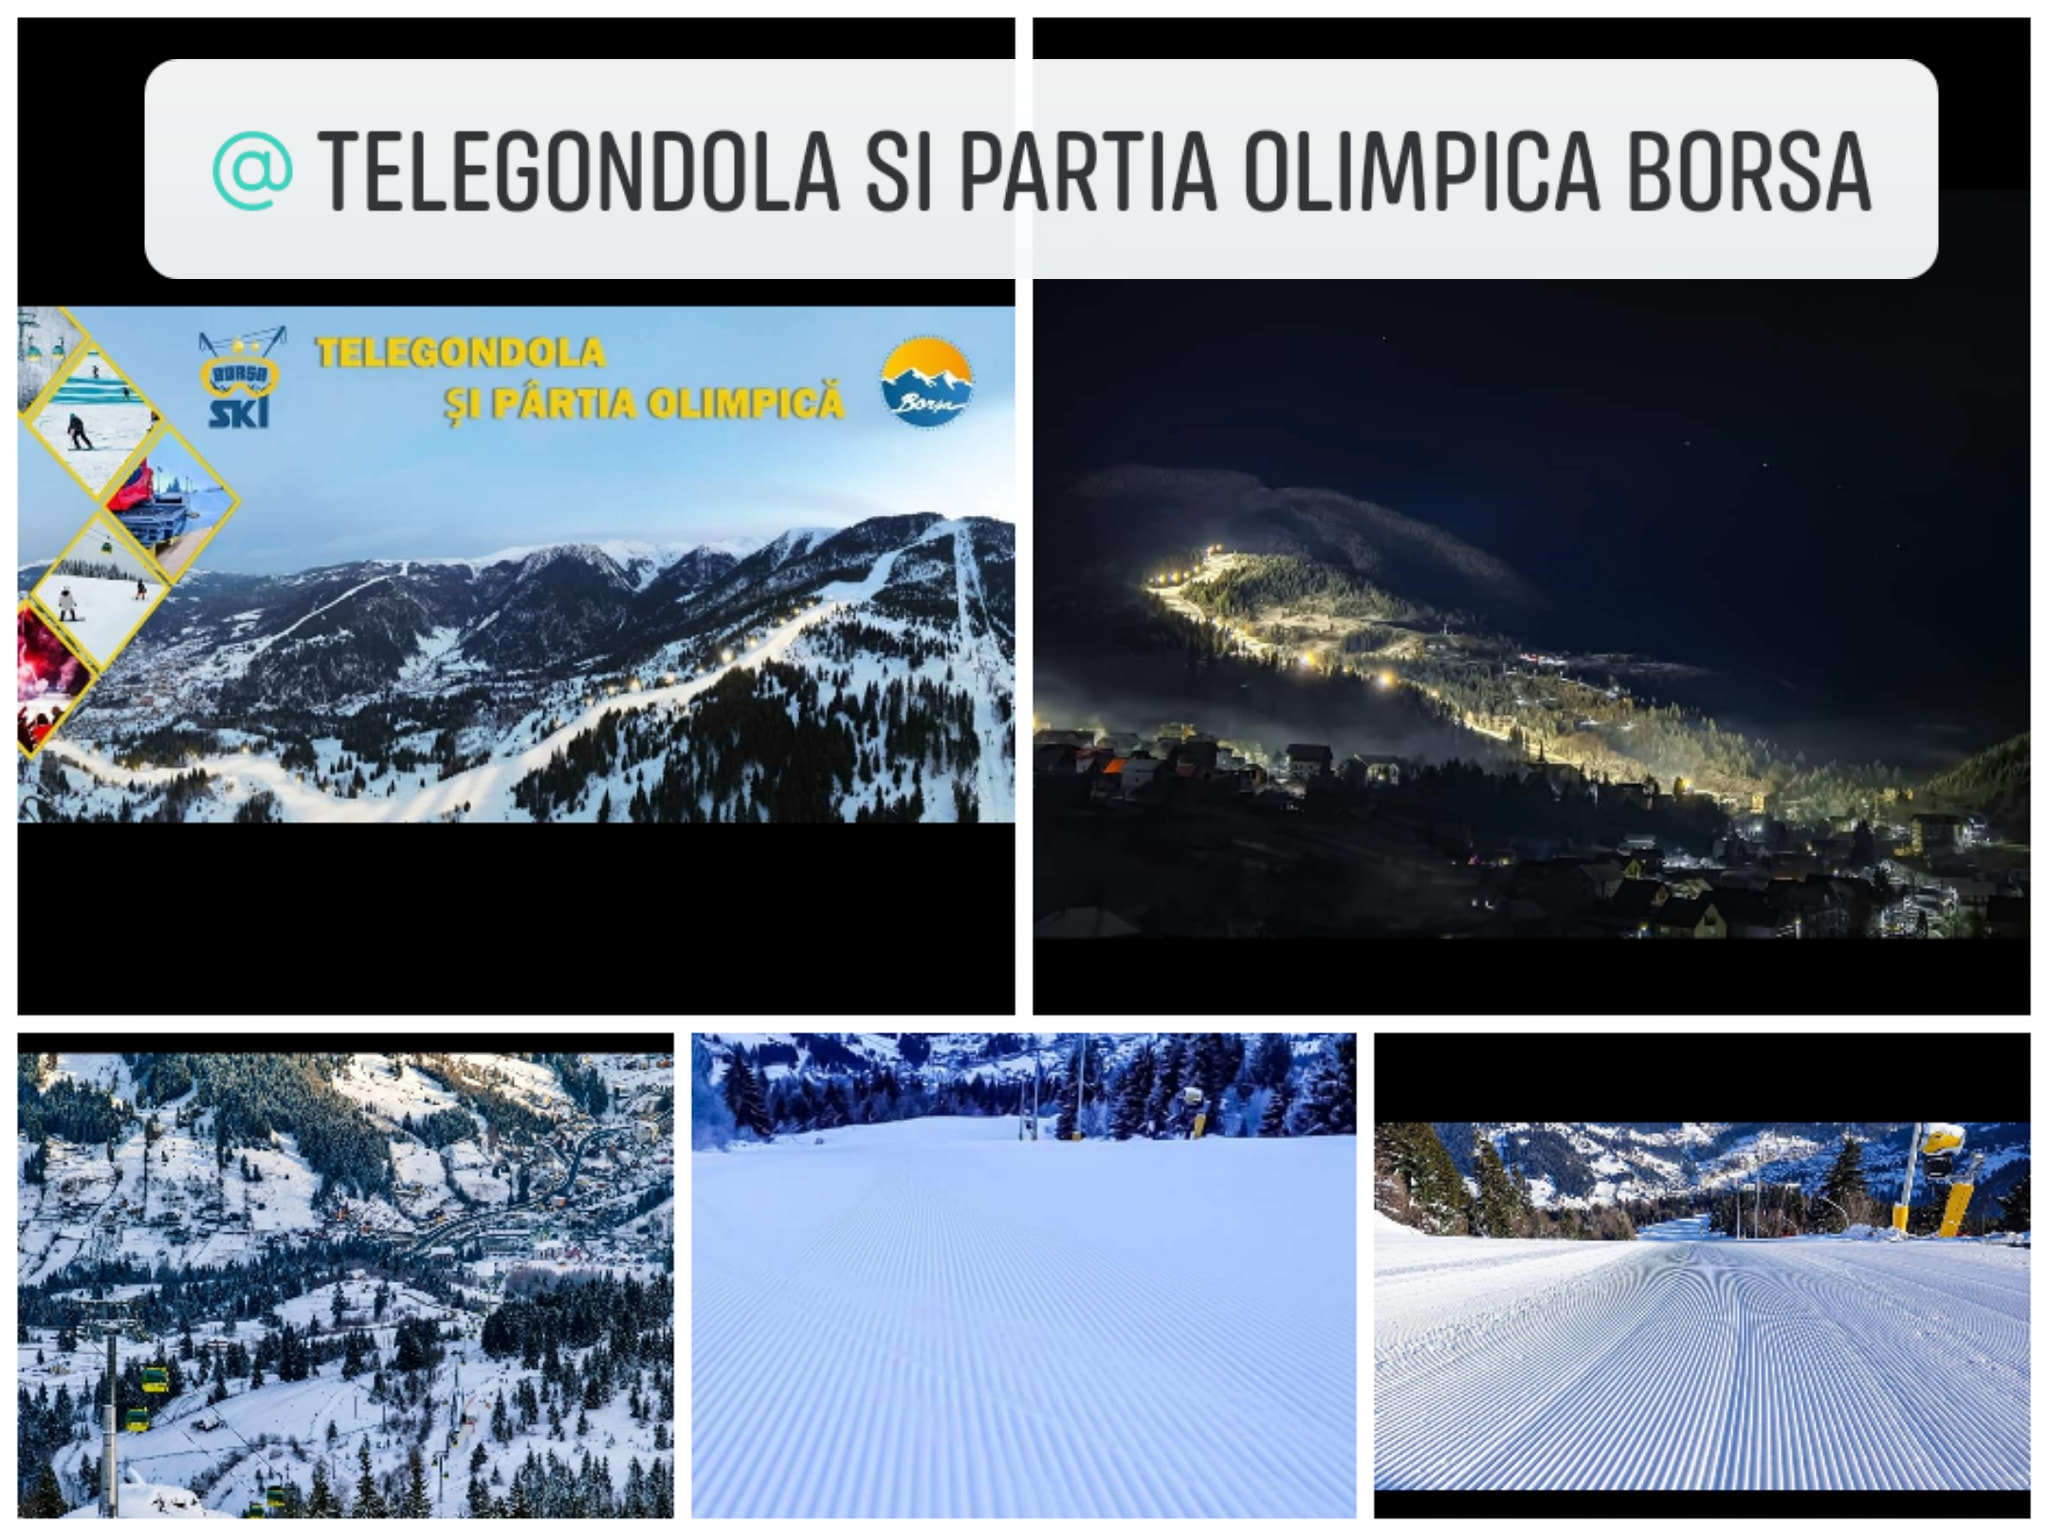 @ TELEGONDOLA SI PARTIA OLIMPICA BORSA
BORSA
SKI
TELEGONDOLA
ȘI PÂRTIA OLIMPICĂ
Borșa